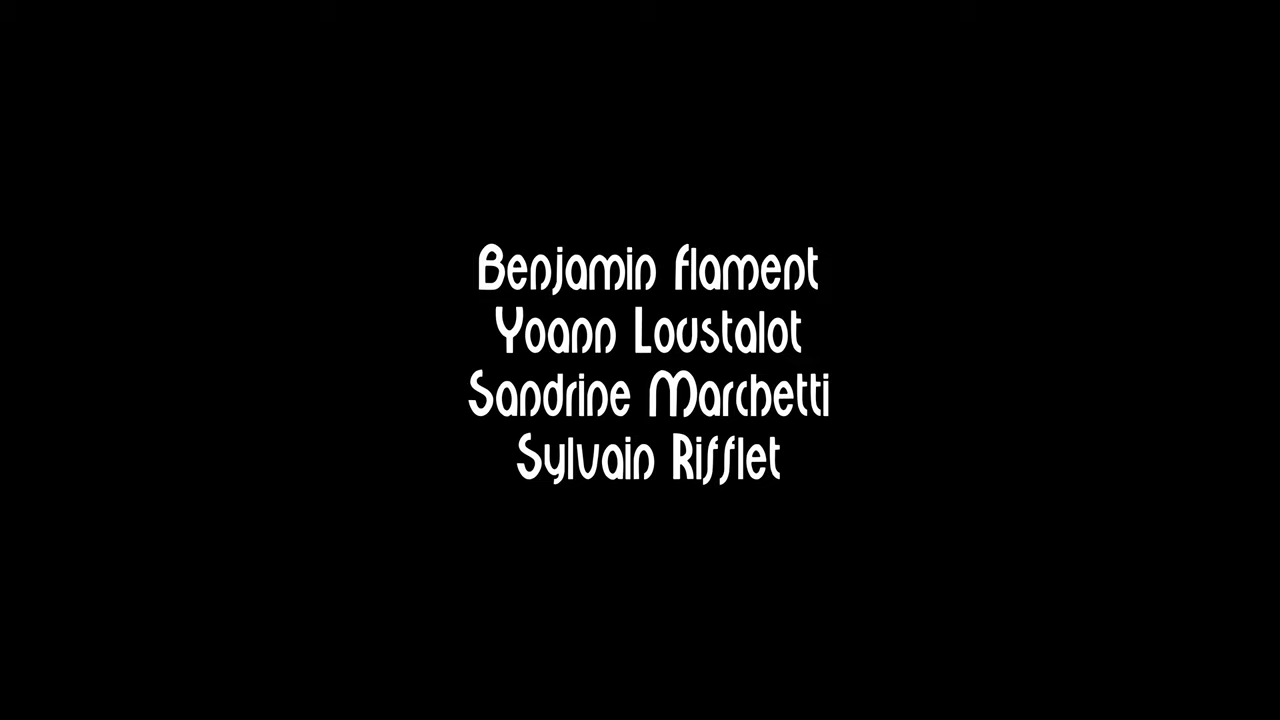 Benjamin Flament
Yoann Loustalot
Sandrine Marchetti
Sylvain Rifflet